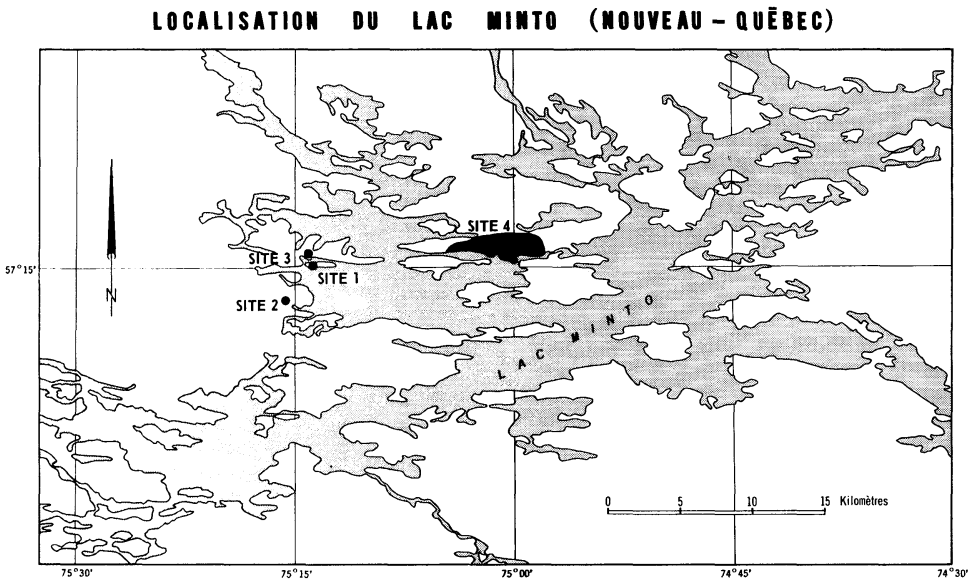 LOCALISATION DU LAC MINTO (NOUVEAU-QUĒBEC)
SITE 4
SITE 3
57°15'
SITE 1
N
SITE 2
LAC MINTO
0 5 10 15 Kilomètres
75°30' 75°15' 75°00' 74°45' 74°30'